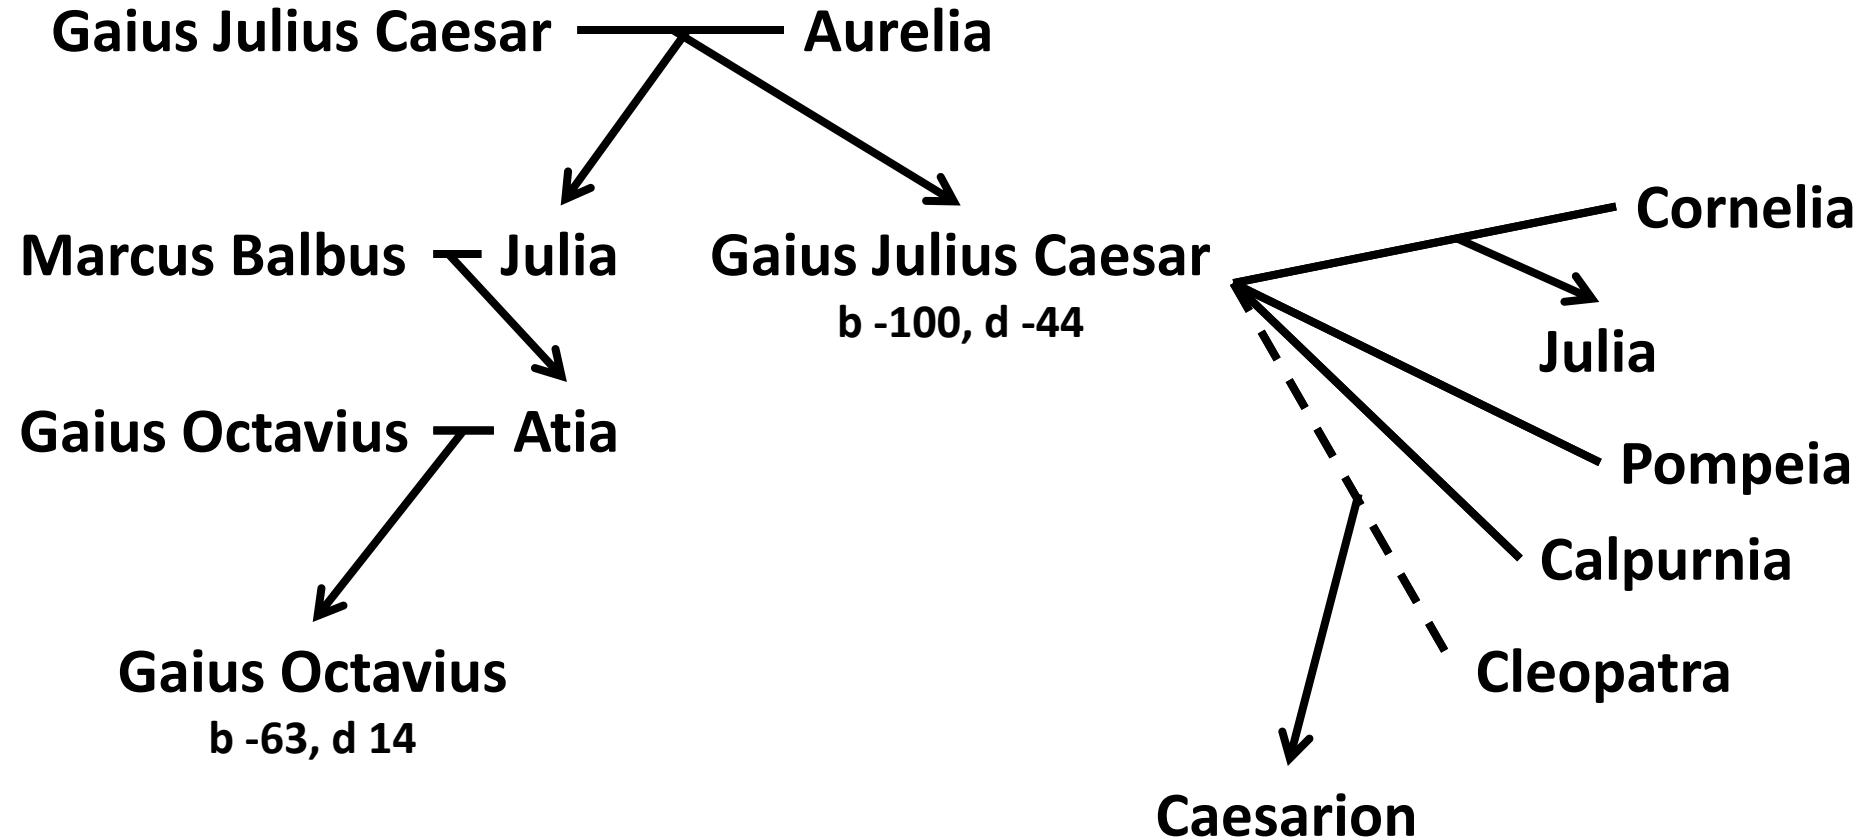 Gaius Julius Caesar Aurelia
Cornelia
Marcus Balbus Julia Gaius Julius Caesar
b -100, d -44
Julia
Gaius Octavius Atia
Pompeia
Calpurnia
Gaius Octavius
Cleopatra
b -63, d 14
Caesarion